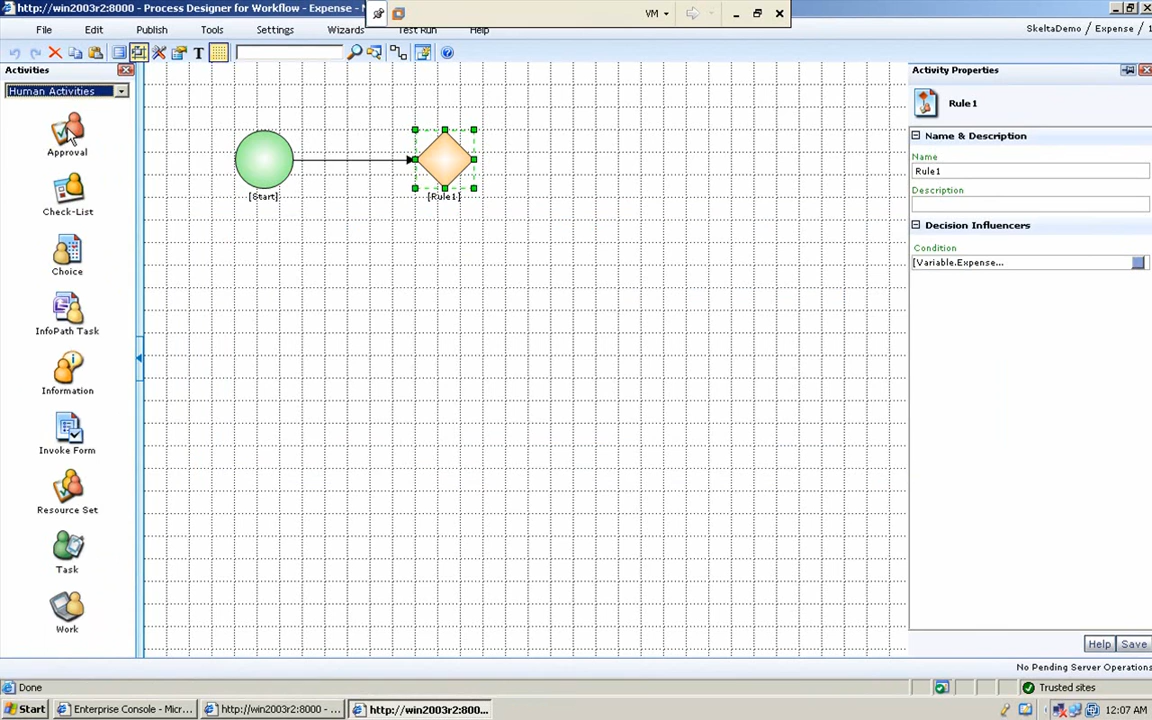 http://win2003r2:8000 - Process Designer for Workflow - Expense -
VM
File Edit Publish Tools Settings Wizards Test Run Help
SkeltaDemo / Expense / 1
Activities
Human Activities
Approval
Check-List
Choice
InfoPath Task
Information
Invoke Form
Resource Set
Task
Work
[Start]
[Rule1]
Activity Properties
Rule1
Name & Description
Name
Rule1
Description
Decision Influencers
Condition
[Variable.Expense...
Help Save
No Pending Server Operations
Done
Trusted sites
Start
Enterprise Console - Micr...
http://win2003r2:8000 - ...
http://win2003r2:800...
12:07 AM